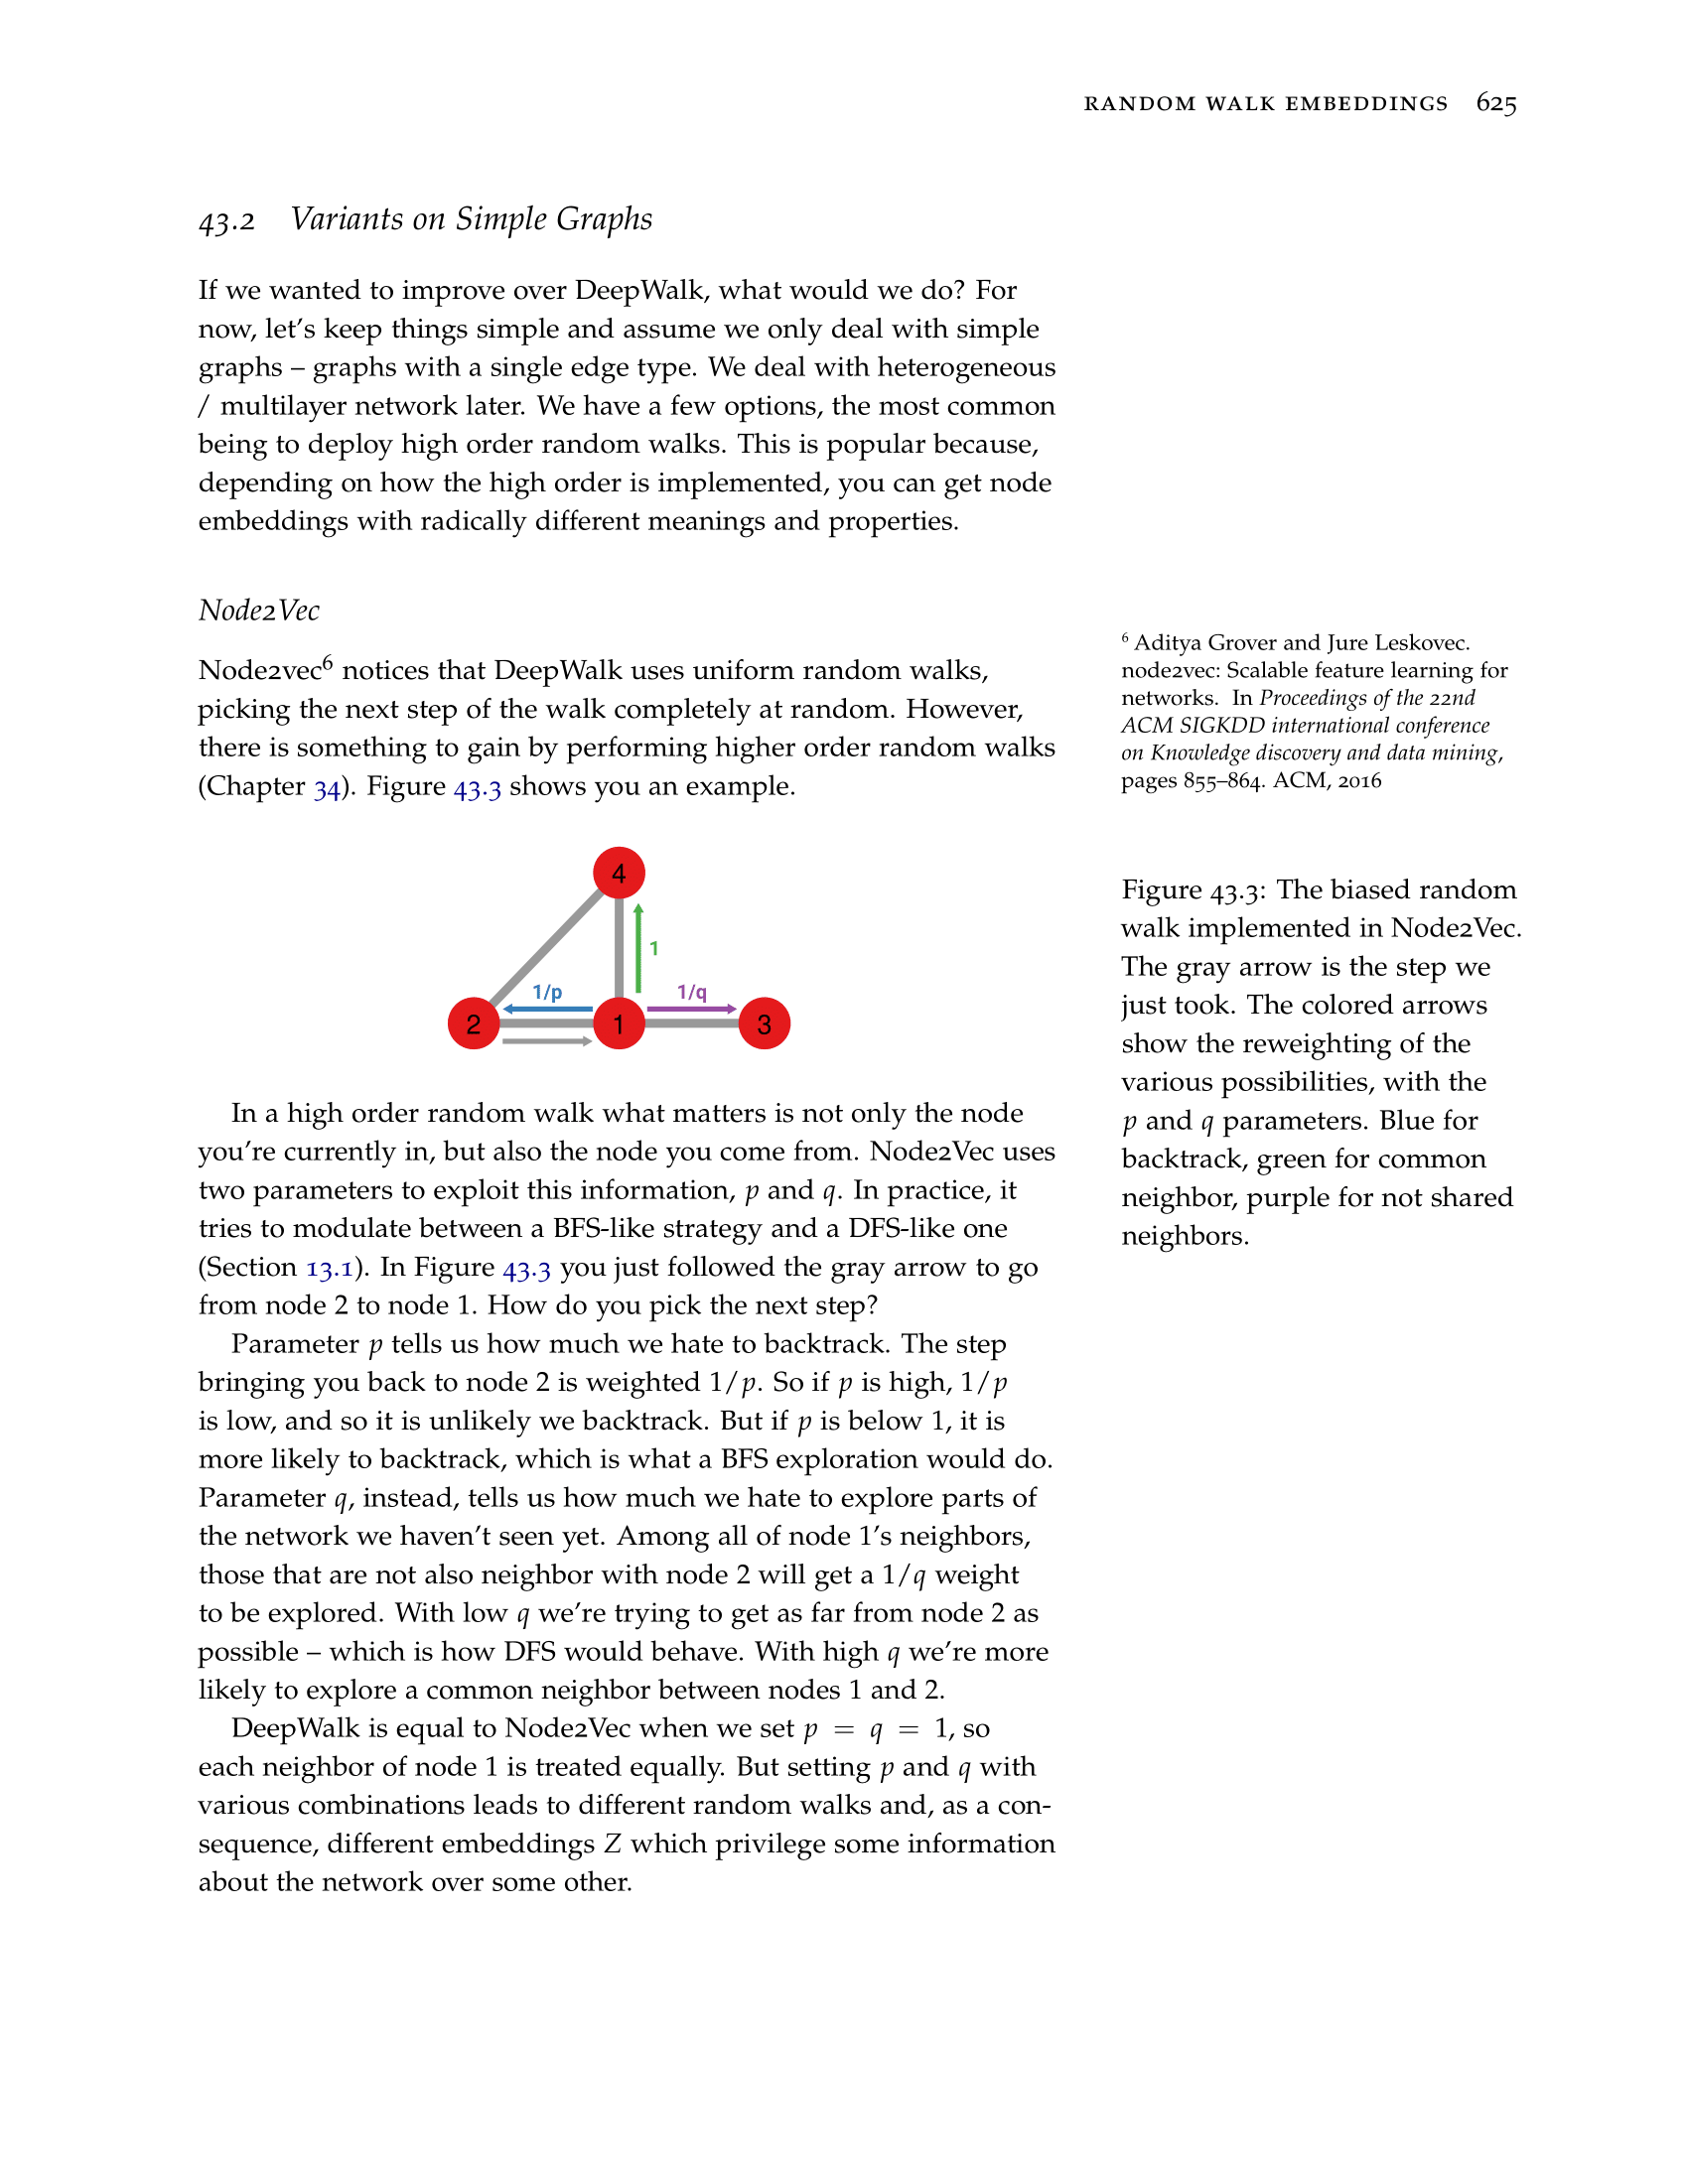 RANDOM WALK EMBEDDINGS 625
43.2 Variants on Simple Graphs
If we wanted to improve over DeepWalk, what would we do? For
now, let's keep things simple and assume we only deal with simple
graphs – graphs with a single edge type. We deal with heterogeneous
/ multilayer network later. We have a few options, the most common
being to deploy high order random walks. This is popular because,
depending on how the high order is implemented, you can get node
embeddings with radically different meanings and properties.
Node2Vec
Node2vec⁶ notices that DeepWalk uses uniform random walks,
picking the next step of the walk completely at random. However,
there is something to gain by performing higher order random walks
(Chapter 34). Figure 43.3 shows you an example.
⁶ Aditya Grover and Jure Leskovec.
node2vec: Scalable feature learning for
networks. In Proceedings of the 22nd
ACM SIGKDD international conference
on Knowledge discovery and data mining,
pages 855–864. ACM, 2016
4
1
1/p
1/q
2
1
3
Figure 43.3: The biased random
walk implemented in Node2Vec.
The gray arrow is the step we
just took. The colored arrows
show the reweighting of the
various possibilities, with the
p and q parameters. Blue for
backtrack, green for common
neighbor, purple for not shared
neighbors.
In a high order random walk what matters is not only the node
you're currently in, but also the node you come from. Node2Vec uses
two parameters to exploit this information, p and q. In practice, it
tries to modulate between a BFS-like strategy and a DFS-like one
(Section 13.1). In Figure 43.3 you just followed the gray arrow to go
from node 2 to node 1. How do you pick the next step?
Parameter p tells us how much we hate to backtrack. The step
bringing you back to node 2 is weighted 1/p. So if p is high, 1/p
is low, and so it is unlikely we backtrack. But if p is below 1, it is
more likely to backtrack, which is what a BFS exploration would do.
Parameter q, instead, tells us how much we hate to explore parts of
the network we haven't seen yet. Among all of node 1's neighbors,
those that are not also neighbor with node 2 will get a 1/q weight
to be explored. With low q we're trying to get as far from node 2 as
possible – which is how DFS would behave. With high q we're more
likely to explore a common neighbor between nodes 1 and 2.
DeepWalk is equal to Node2Vec when we set p = q = 1, so
each neighbor of node 1 is treated equally. But setting p and q with
various combinations leads to different random walks and, as a con-
sequence, different embeddings Z which privilege some information
about the network over some other.